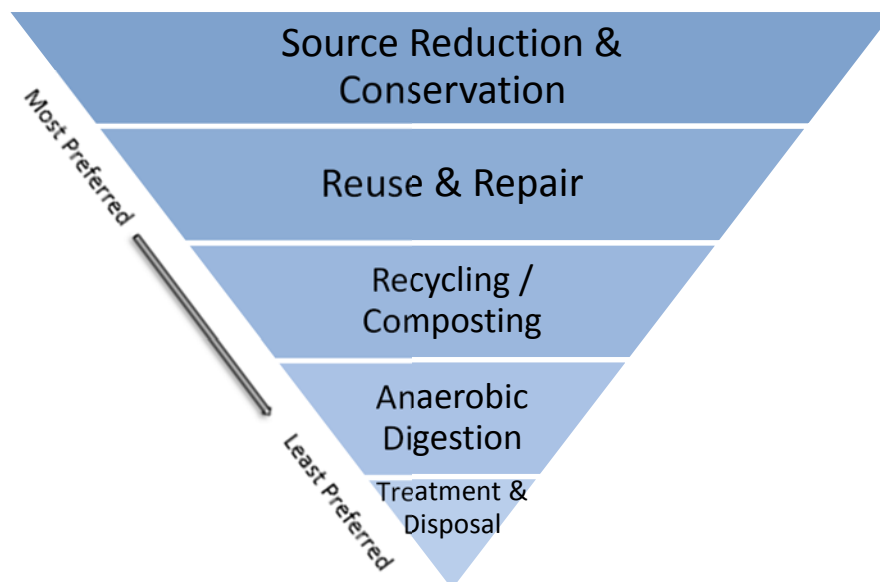 Source Reduction &
Conservation
Most Preferred
Reuse & Repair
Recycling /
Composting
Anaerobic
Digestion
Least Preferred
Treatment &
Disposal